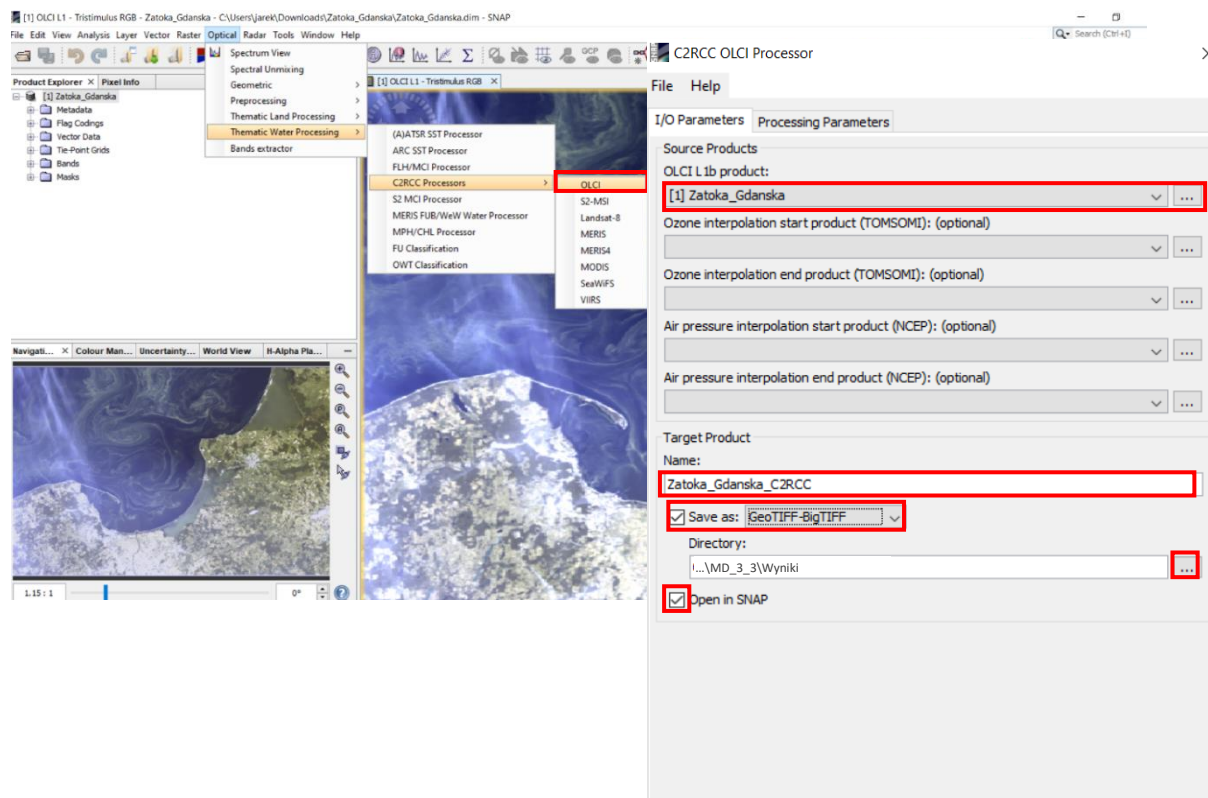 [1] OLCI L1 - Tristimulus RGB - Zatoka_Gdanska - C:\Users\jarek\Downloads\Zatoka_Gdanska\Zatoka_Gdanska.dim - SNAP
File Edit View Analysis Layer Vector Raster Optical Radar Tools Window Help
Search (Ctrl+I)
Spectrum View
Spectral Unmixing
Geometric
Preprocessing
Thematic Land Processing
Thematic Water Processing
Bands extractor
GCP
Product Explorer Pixel Info
[1] Zatoka_Gdanska
Metadata
Flag Codings
Vector Data
Tie-Point Grids
Bands
Masks
[1] OLCI L1 - Tristimulus RGB
(A)ATSR SST Processor
ARC SST Processor
FLH/MCI Processor
C2RCC Processors
S2 MCI Processor
MERIS FUB/WeW Water Processor
MPH/CHL Processor
FU Classification
OWT Classification
OLCI
S2-MSI
Landsat-8
MERIS
MERIS4
MODIS
SeaWiFS
VIIRS
Navigati... Colour Man... Uncertainty... World View H-Alpha Pla...
1.15 : 1
0°
C2RCC OLCI Processor
File Help
I/O Parameters Processing Parameters
Source Products
OLCI L1b product:
[1] Zatoka_Gdanska
...
Ozone interpolation start product (TOMSOMI): (optional)
...
Ozone interpolation end product (TOMSOMI): (optional)
...
Air pressure interpolation start product (NCEP): (optional)
...
Air pressure interpolation end product (NCEP): (optional)
...
Target Product
Name:
Zatoka_Gdanska_C2RCC
Save as: GeoTIFF-BigTIFF
Directory:
...\MD_3_3\Wyniki
...
Open in SNAP